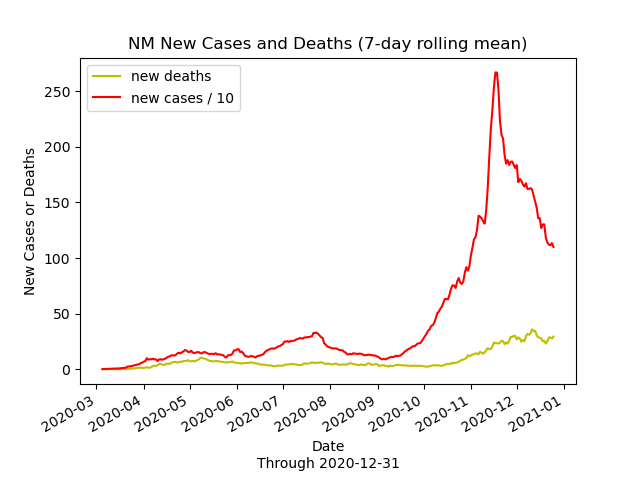 NM New Cases and Deaths (7-day rolling mean)
new deaths
new cases / 10
New Cases or Deaths
250
200
150
100
50
0
2020-03
2020-04
2020-05
2020-06
2020-07
2020-08
2020-09
2020-10
2020-11
2020-12
2021-01
Date
Through 2020-12-31